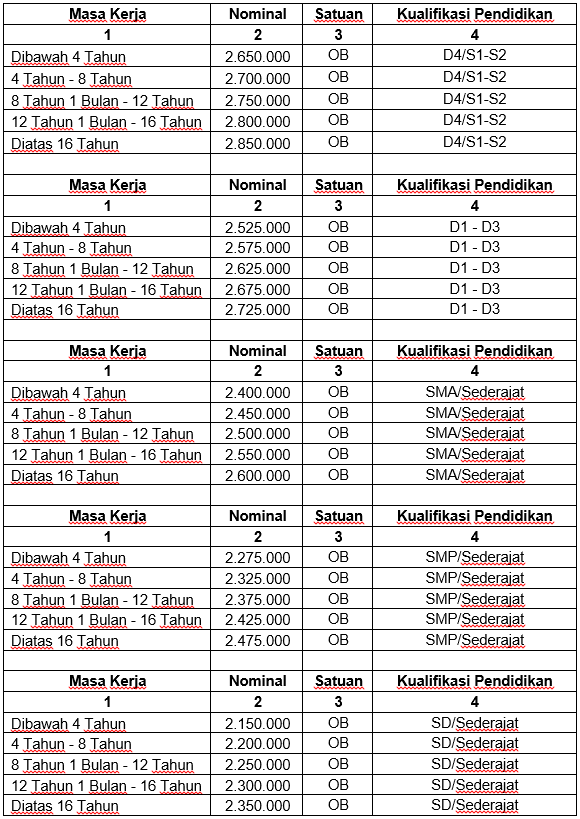 Masa Kerja Nominal Satuan Kualifikasi Pendidikan
1 2 3 4
Dibawah 4 Tahun 2.650.000 OB D4/S1-S2
4 Tahun - 8 Tahun 2.700.000 OB D4/S1-S2
8 Tahun 1 Bulan - 12 Tahun 2.750.000 OB D4/S1-S2
12 Tahun 1 Bulan - 16 Tahun 2.800.000 OB D4/S1-S2
Diatas 16 Tahun 2.850.000 OB D4/S1-S2
Masa Kerja Nominal Satuan Kualifikasi Pendidikan
1 2 3 4
Dibawah 4 Tahun 2.525.000 OB D1 - D3
4 Tahun - 8 Tahun 2.575.000 OB D1 - D3
8 Tahun 1 Bulan - 12 Tahun 2.625.000 OB D1 - D3
12 Tahun 1 Bulan - 16 Tahun 2.675.000 OB D1 - D3
Diatas 16 Tahun 2.725.000 OB D1 - D3
Masa Kerja Nominal Satuan Kualifikasi Pendidikan
1 2 3 4
Dibawah 4 Tahun 2.400.000 OB SMA/Sederajat
4 Tahun - 8 Tahun 2.450.000 OB SMA/Sederajat
8 Tahun 1 Bulan - 12 Tahun 2.500.000 OB SMA/Sederajat
12 Tahun 1 Bulan - 16 Tahun 2.550.000 OB SMA/Sederajat
Diatas 16 Tahun 2.600.000 OB SMA/Sederajat
Masa Kerja Nominal Satuan Kualifikasi Pendidikan
1 2 3 4
Dibawah 4 Tahun 2.275.000 OB SMP/Sederajat
4 Tahun - 8 Tahun 2.325.000 OB SMP/Sederajat
8 Tahun 1 Bulan - 12 Tahun 2.375.000 OB SMP/Sederajat
12 Tahun 1 Bulan - 16 Tahun 2.425.000 OB SMP/Sederajat
Diatas 16 Tahun 2.475.000 OB SMP/Sederajat
Masa Kerja Nominal Satuan Kualifikasi Pendidikan
1 2 3 4
Dibawah 4 Tahun 2.150.000 OB SD/Sederajat
4 Tahun - 8 Tahun 2.200.000 OB SD/Sederajat
8 Tahun 1 Bulan - 12 Tahun 2.250.000 OB SD/Sederajat
12 Tahun 1 Bulan - 16 Tahun 2.300.000 OB SD/Sederajat
Diatas 16 Tahun 2.350.000 OB SD/Sederajat